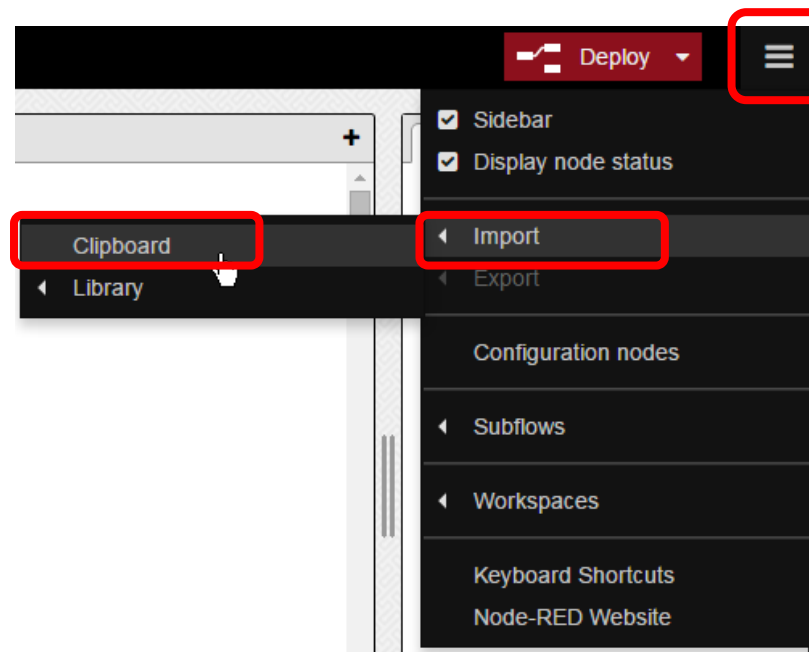 Deploy
Sidebar
+
Display node status
Clipboard
Import
Library
Export
Configuration nodes
Subflows
Workspaces
Keyboard Shortcuts
Node-RED Website